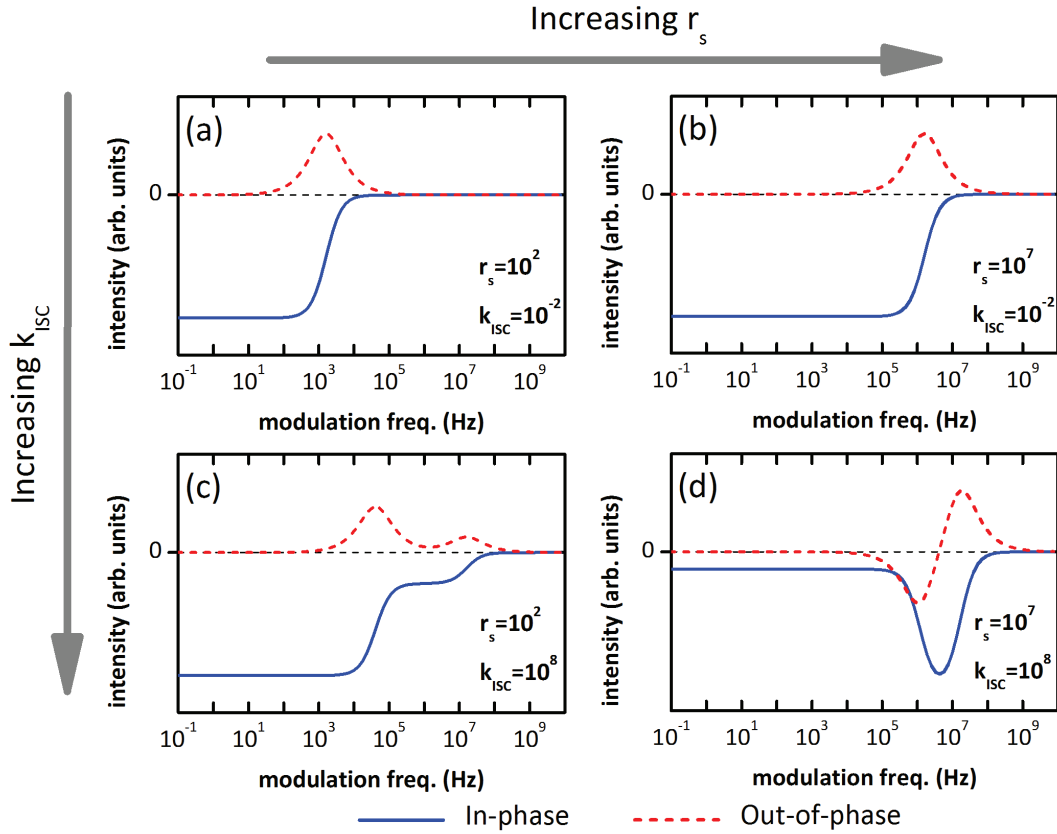 Increasing r_s
Increasing k_ISC
(a)
intensity (arb. units)
0
r_s=10^2
k_ISC=10^-2
10^-1 10^1 10^3 10^5 10^7 10^9
modulation freq. (Hz)
(b)
intensity (arb. units)
0
r_s=10^7
k_ISC=10^-2
10^-1 10^1 10^3 10^5 10^7 10^9
modulation freq. (Hz)
(c)
intensity (arb. units)
0
r_s=10^2
k_ISC=10^8
10^-1 10^1 10^3 10^5 10^7 10^9
modulation freq. (Hz)
(d)
intensity (arb. units)
0
r_s=10^7
k_ISC=10^8
10^-1 10^1 10^3 10^5 10^7 10^9
modulation freq. (Hz)
In-phase Out-of-phase